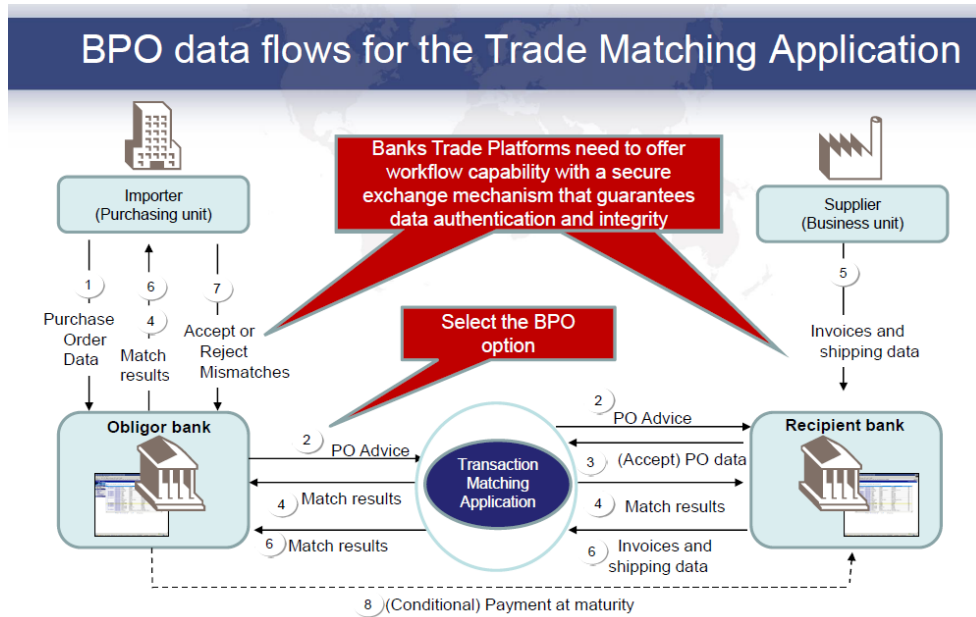 BPO data flows for the Trade Matching Application
Banks Trade Platforms need to offer
workflow capability with a secure
exchange mechanism that guarantees
data authentication and integrity
Importer
(Purchasing unit)
Supplier
(Business unit)
1
6
7
5
4
Purchase
Order
Data
Match
results
Accept or
Reject
Mismatches
Select the BPO
option
Invoices and
shipping data
Obligor bank
Recipient bank
2
PO Advice
2
PO Advice
Transaction
Matching
Application
3
(Accept) PO data
4
Match results
4
Match results
6
Match results
6
Invoices and
shipping data
8
(Conditional) Payment at maturity